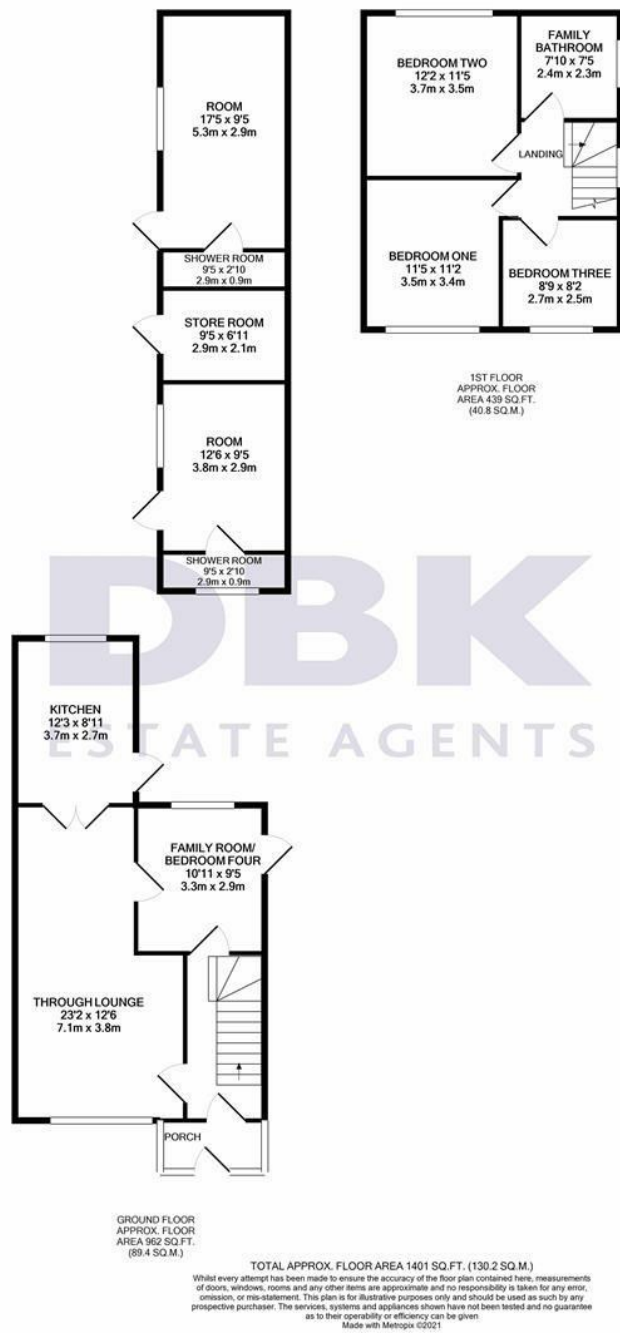 ROOM
17'5 x 9'5
5.3m x 2.9m
SHOWER ROOM
9'5 x 2'10
2.9m x 0.9m
STORE ROOM
9'5 x 6'11
2.9m x 2.1m
ROOM
12'6 x 9'5
3.8m x 2.9m
SHOWER ROOM
9'5 x 2'10
2.9m x 0.9m
BEDROOM TWO
12'2 x 11'5
3.7m x 3.5m
FAMILY
BATHROOM
7'10 x 7'5
2.4m x 2.3m
LANDING
BEDROOM ONE
11'5 x 11'2
3.5m x 3.4m
BEDROOM THREE
8'9 x 8'2
2.7m x 2.5m
1ST FLOOR
APPROX. FLOOR
AREA 439 SQ.FT.
(40.8 SQ.M.)
DBK
ESTATE AGENTS
KITCHEN
12'3 x 8'11
3.7m x 2.7m
FAMILY ROOM/
BEDROOM FOUR
10'11 x 9'5
3.3m x 2.9m
THROUGH LOUNGE
23'2 x 12'6
7.1m x 3.8m
PORCH
GROUND FLOOR
APPROX. FLOOR
AREA 962 SQ.FT.
(89.4 SQ.M.)
TOTAL APPROX. FLOOR AREA 1401 SQ.FT. (130.2 SQ.M.)
Whilst every attempt has been made to ensure the accuracy of the floor plan contained here, measurements
of doors, windows, rooms and any other items are approximate and no responsibility is taken for any error,
omission, or mis-statement. This plan is for illustrative purposes only and should be used as such by any
prospective purchaser. The services, systems and appliances shown have not been tested and no guarantee
as to their operability or efficiency can be given
Made with Metropix ©2021